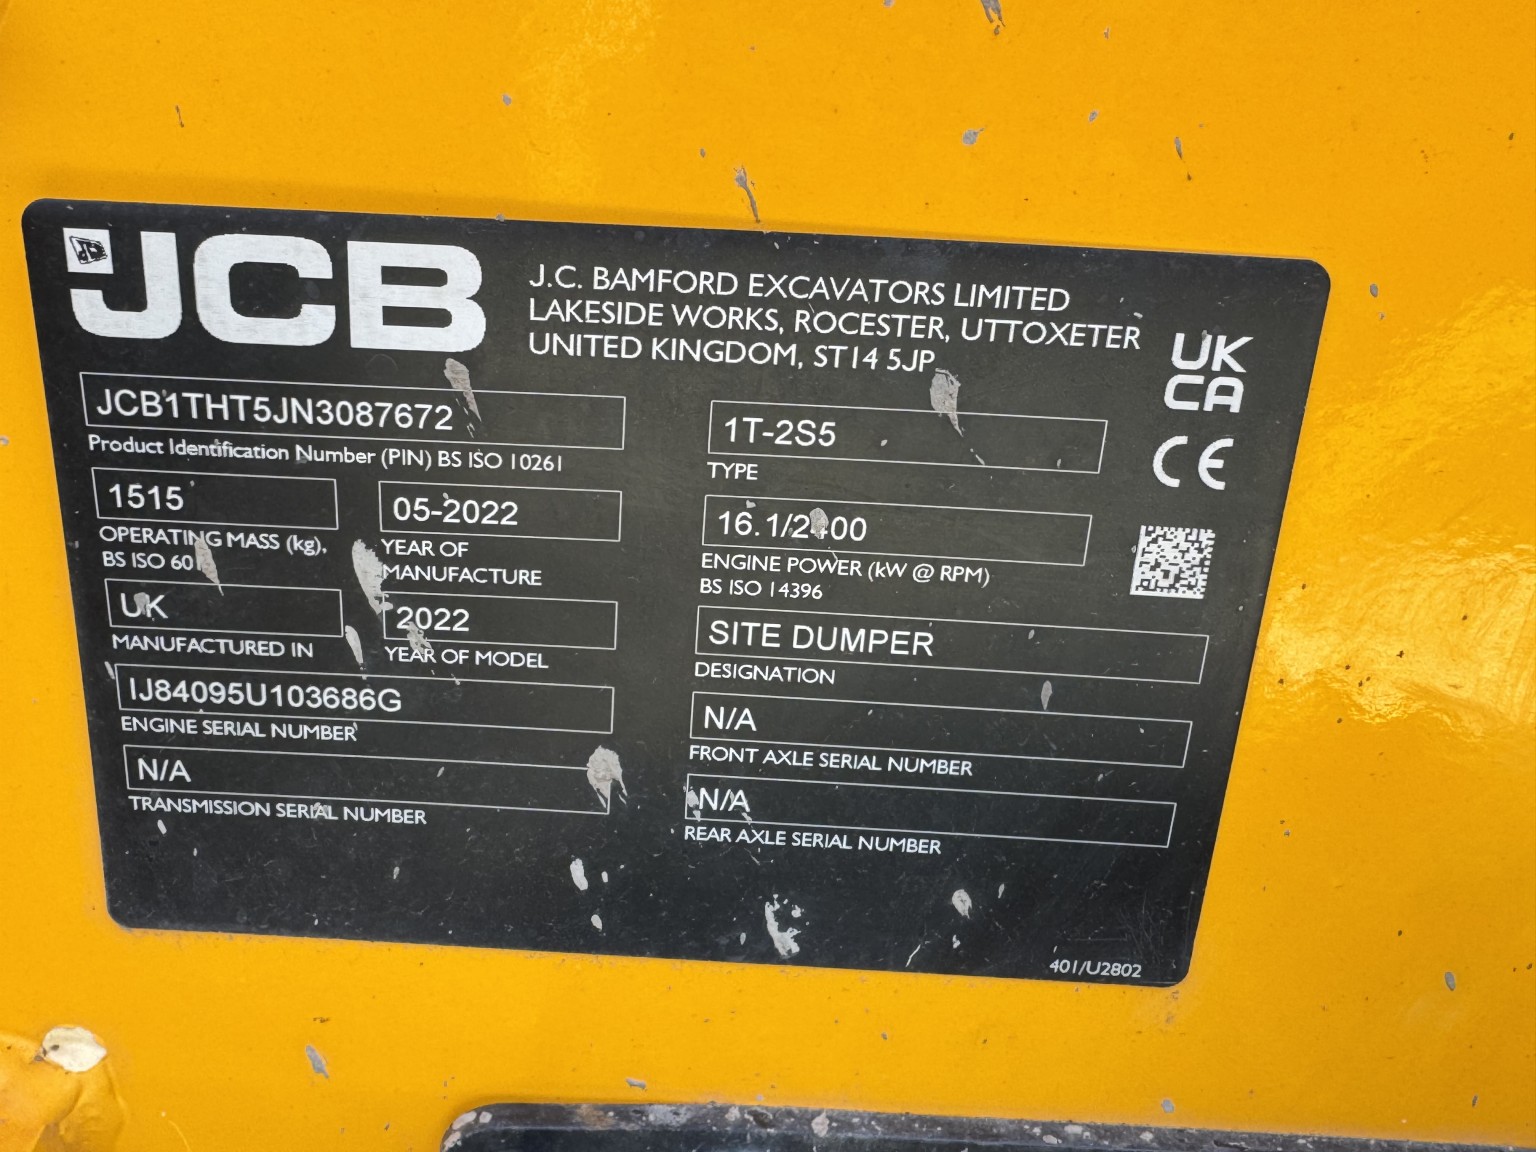 JCB
J.C. BAMFORD EXCAVATORS LIMITED
LAKESIDE WORKS, ROCESTER, UTTOXETER
UNITED KINGDOM, ST14 5JP
UK
CA
CE
JCB1THT5JN3087672
Product Identification Number (PIN) BS ISO 10261
1515
OPERATING MASS (kg),
BS ISO
05-2022
YEAR OF
MANUFACTURE
UK
MANUFACTURED IN
2022
YEAR OF MODEL
IJ84095U103686G
ENGINE SERIAL NUMBER
N/A
TRANSMISSION SERIAL NUMBER
1T-2S5
TYPE
ENGINE POWER (kW @ RPM)
BS ISO 14396
SITE DUMPER
DESIGNATION
N/A
FRONT AXLE SERIAL NUMBER
N/A
REAR AXLE SERIAL NUMBER
401/U2802